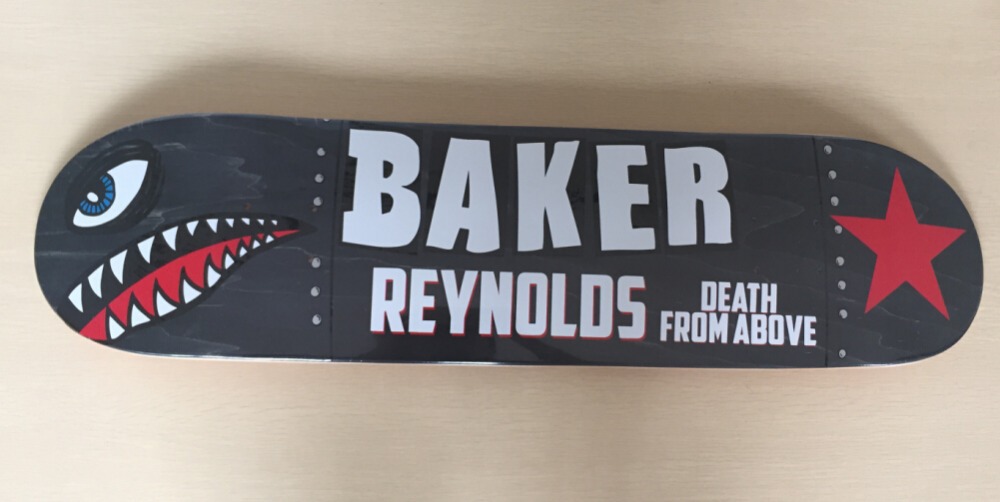 BAKER
REYNOLDS
DEATH
FROM ABOVE